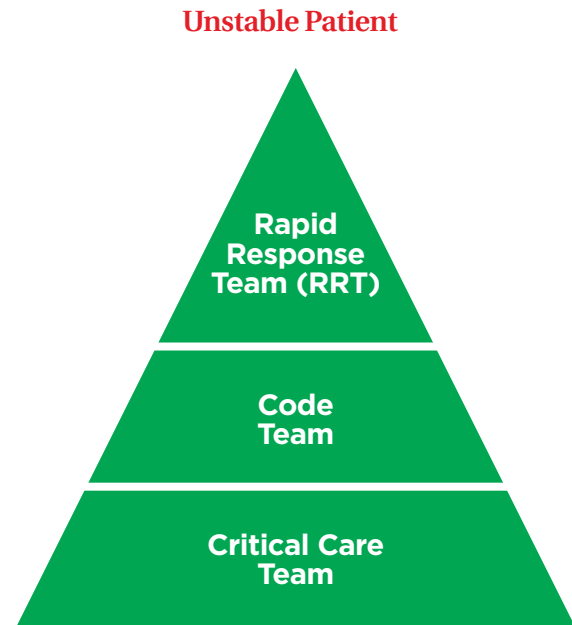 Unstable Patient
Rapid
Response
Team (RRT)
Code
Team
Critical Care
Team